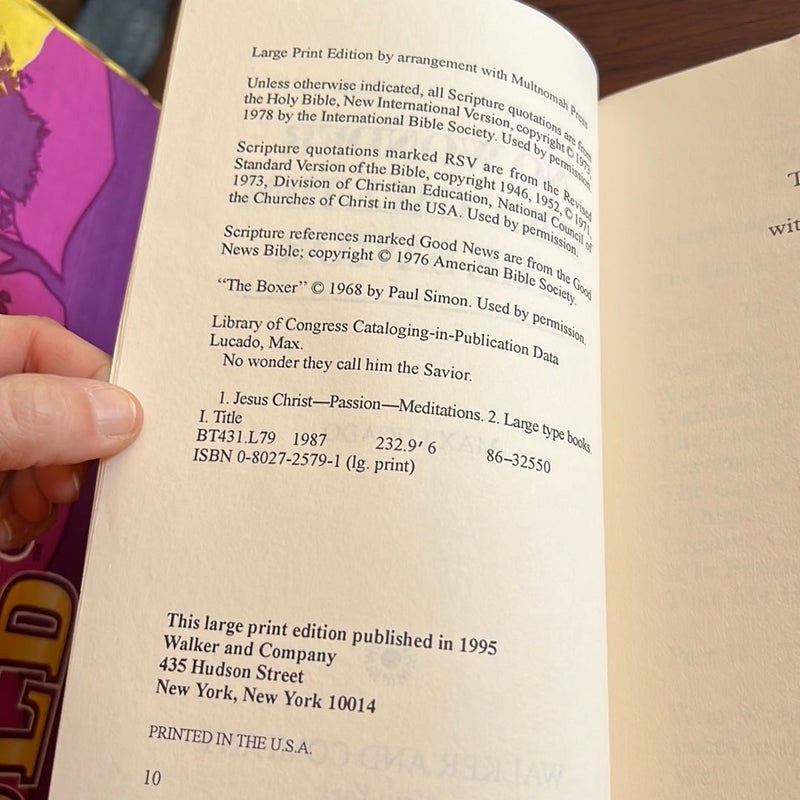 Large Print Edition by arrangement with Multnomah Press
Unless otherwise indicated, all Scripture quotations are from
the Holy Bible, New International Version, copyright © 1973,
1978 by the International Bible Society. Used by permission.
Scripture quotations marked RSV are from the Revised
Standard Version of the Bible, copyright 1946, 1952, © 1971,
1973, Division of Christian Education, National Council of
the Churches of Christ in the USA. Used by permission.
Scripture references marked Good News are from the Good
News Bible; copyright © 1976 American Bible Society.
“The Boxer” © 1968 by Paul Simon. Used by permission.
Library of Congress Cataloging-in-Publication Data
Lucado, Max.
No wonder they call him the Savior.
1. Jesus Christ—Passion—Meditations. 2. Large type books.
I. Title
BT431.L79 1987 232.9′6 86–32550
ISBN 0-8027-2579-1 (lg. print)
This large print edition published in 1995
Walker and Company
435 Hudson Street
New York, New York 10014
PRINTED IN THE U.S.A.
10